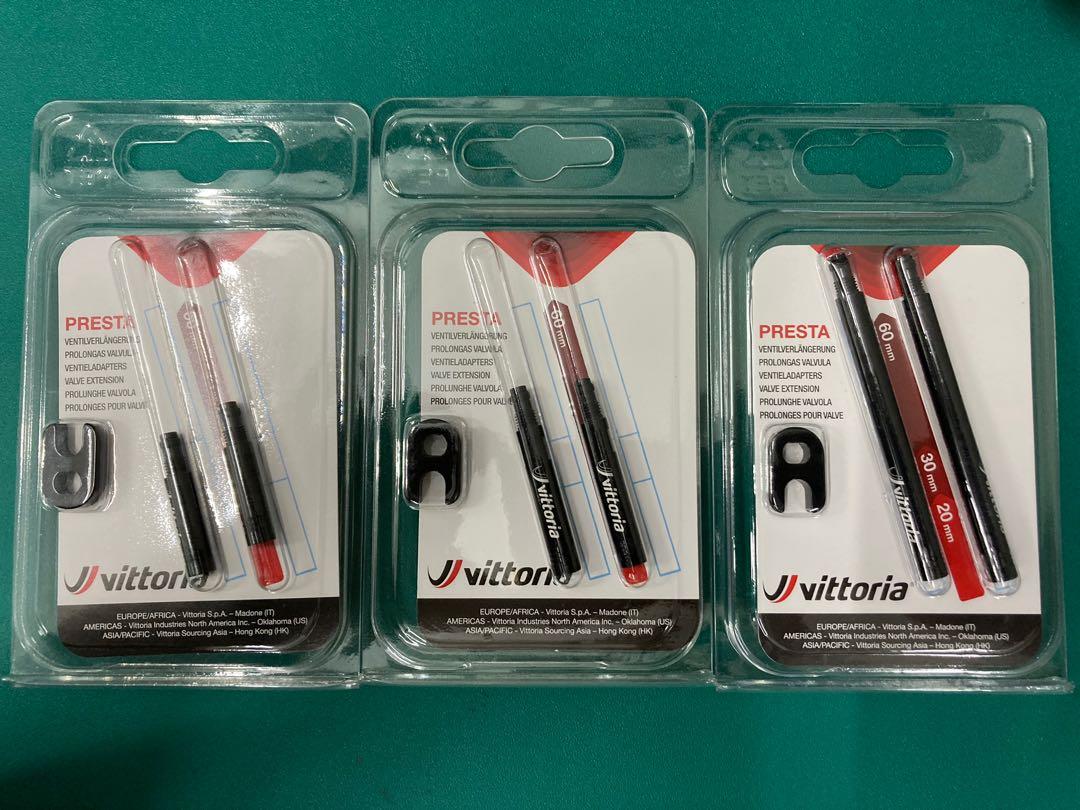 PRESTA
VENTILVERLÄNGERUNG
PROLONGAS VALVULA
VENTIELADAPTERS
VALVE EXTENSION
PROLUNGHE VALVOLA
PROLONGES POUR VALVE
vittoria
EUROPE/AFRICA - Vittoria S.p.A. – Madone (IT)
AMERICAS - Vittoria Industries North America Inc. – Oklahoma (US)
ASIA/PACIFIC - Vittoria Sourcing Asia – Hong Kong (HK)
PRESTA
VENTILVERLÄNGERUNG
PROLONGAS VALVULA
VENTIELADAPTERS
VALVE EXTENSION
PROLUNGHE VALVOLA
PROLONGES POUR VALVE
60 mm
vittoria
vittoria
vittoria
EUROPE/AFRICA - Vittoria S.p.A. – Madone (IT)
AMERICAS - Vittoria Industries North America Inc. – Oklahoma (US)
ASIA/PACIFIC - Vittoria Sourcing Asia – Hong Kong (HK)
PRESTA
VENTILVERLÄNGERUNG
PROLONGAS VALVULA
VENTIELADAPTERS
VALVE EXTENSION
PROLUNGHE VALVOLA
PROLONGES POUR VALVE
60 mm
30 mm
20 mm
vittoria
vittoria
EUROPE/AFRICA - Vittoria S.p.A. – Madone (IT)
AMERICAS - Vittoria Industries North America Inc. – Oklahoma (US)
ASIA/PACIFIC - Vittoria Sourcing Asia – Hong Kong (HK)